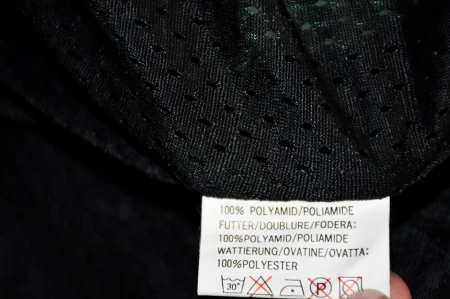 100% POLYAMID/POLIAMIDE
FUTTER/DOUBLURE/FODERA:
100%POLYAMID/POLIAMIDE
WATTIERUNG/OVATINE/OVATTA:
100%POLYESTER
30° P